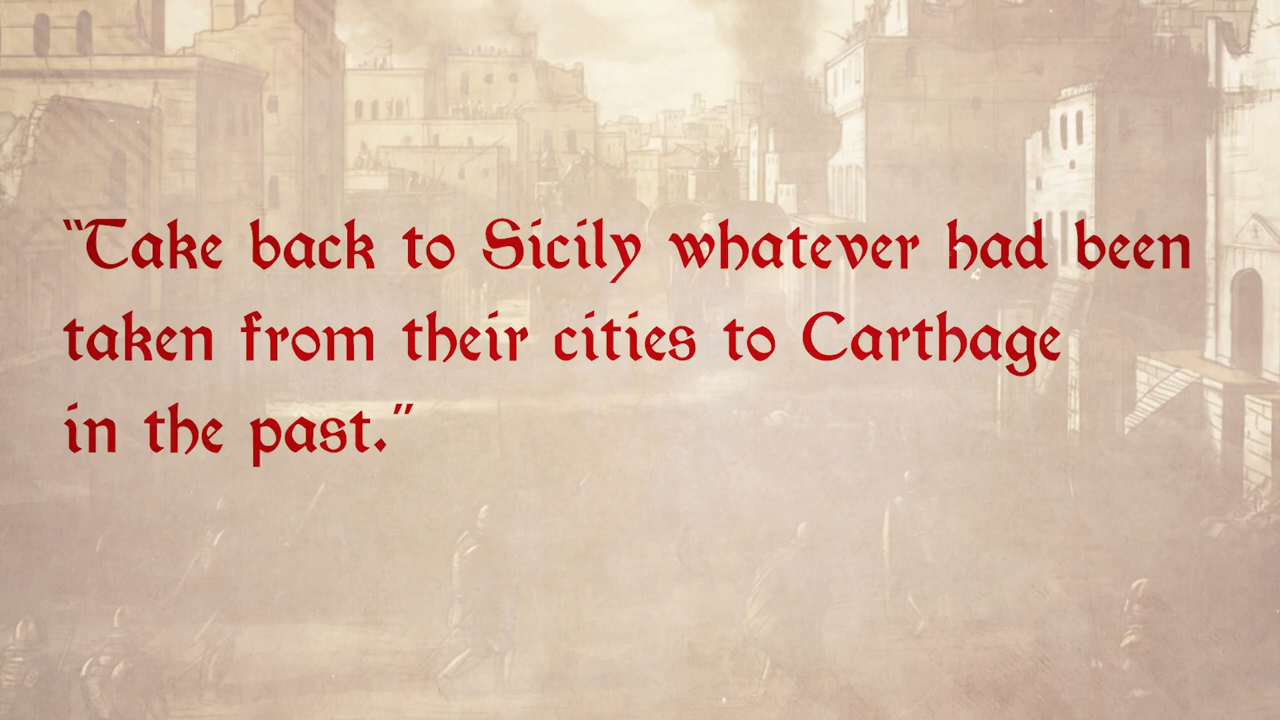 “Take back to Sicily whatever had been
taken from their cities to Carthage
in the past.”